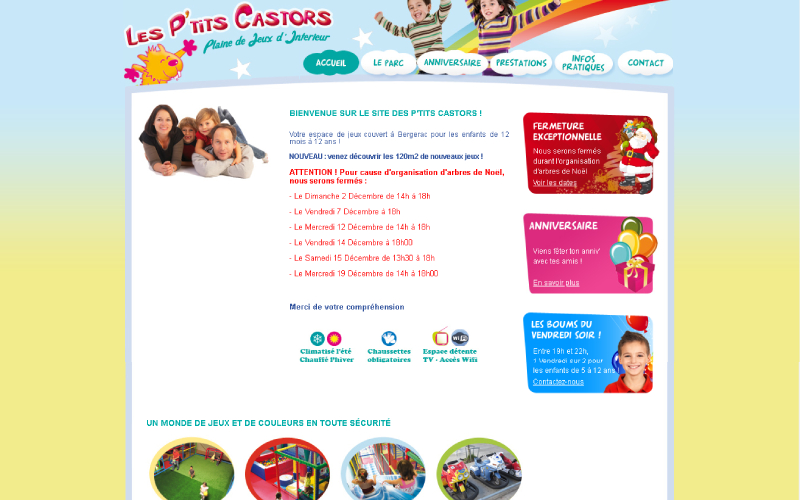 LES P'TITS CASTORS
Plaine de Jeux d'Intérieur
ACCUEIL
LE PARC
ANNIVERSAIRE
PRESTATIONS
INFOS
PRATIQUES
CONTACT
BIENVENUE SUR LE SITE DES P'TITS CASTORS !
Votre espace de jeux couvert à Bergerac pour les enfants de 12
mois à 12 ans !
NOUVEAU : venez découvrir les 120m2 de nouveaux jeux !
ATTENTION ! Pour cause d'organisation d'arbres de Noel,
nous serons fermés :
- Le Dimanche 2 Décembre de 14h à 18h
- Le Vendredi 7 Décembre à 18h
- Le Mercredi 12 Décembre de 14h à 18h
- Le Vendredi 14 Décembre à 18h00
- Le Samedi 15 Décembre de 13h30 à 18h
- Le Mercredi 19 Décembre de 14h à 18h00
Merci de votre compréhension
Climatisé l'été
Chauffé l'hiver
Chaussettes
obligatoires
WiFi
Espace détente
TV - Accés Wifi
FERMETURE
EXCEPTIONNELLE
Nous serons fermés
durant l'organisation
d'arbres de Noël
Voir les dates
ANNIVERSAIRE
Viens fêter ton anniv'
avec tes amis !
En savoir plus
LES BOUMS DU
VENDREDI SOIR !
Entre 19h et 22h,
1 Vendredi sur 2 pour
les enfants de 5 à 12 ans !
Contactez-nous
UN MONDE DE JEUX ET DE COULEURS EN TOUTE SÉCURITÉ